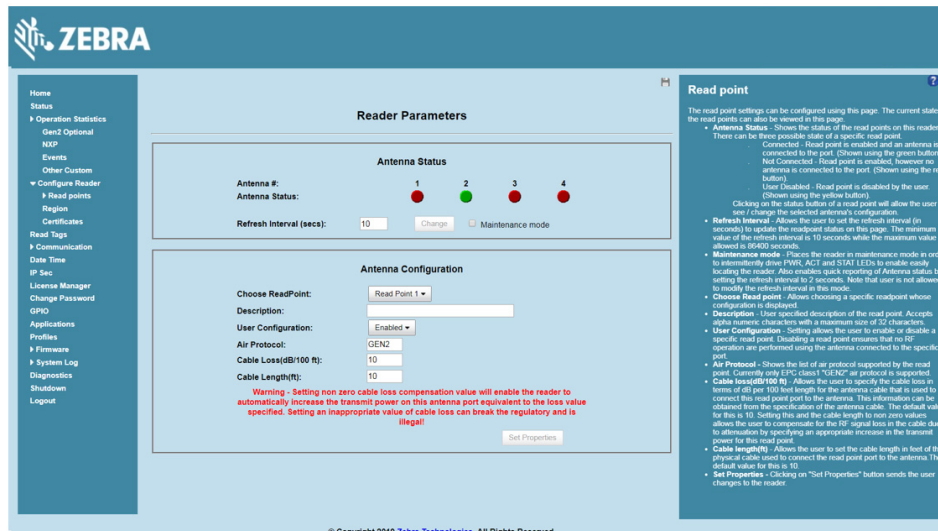 ZEBRA
Home
Status
Operation Statistics
Gen2 Optional
NXP
Events
Other Custom
Configure Reader
Read points
Region
Certificates
Read Tags
Communication
Date Time
IP Sec
License Manager
Change Password
GPIO
Applications
Profiles
Firmware
System Log
Diagnostics
Shutdown
Logout
Reader Parameters
Antenna Status
Antenna #: 1 2 3 4
Antenna Status:
Refresh Interval (secs): 10 Change Maintenance mode
Antenna Configuration
Choose ReadPoint: Read Point 1
Description:
User Configuration: Enabled
Air Protocol: GEN2
Cable Loss(dB/100 ft): 10
Cable Length(ft): 10
Warning - Setting non zero cable loss compensation value will enable the reader to
automatically increase the transmit power on this antenna port equivalent to the loss value
specified. Setting an inappropriate value of cable loss can break the regulatory and is
illegal!
Set Properties
?
Read point
The read point settings can be configured using this page. The current state
the read points can also be viewed in this page.
• Antenna Status - Shows the status of the read points on this reader
There can be three possible state of a specific read point.
Connected - Read point is enabled and an antenna is
connected to the port. (Shown using the green button
Not Connected - Read point is enabled, however no
antenna is connected to the port. (Shown using the re
button).
User Disabled - Read point is disabled by the user.
(Shown using the yellow button).
Clicking on the status button of a read point will allow the user
see / change the selected antenna's configuration.
• Refresh Interval - Allows the user to set the refresh interval (in
seconds) to update the readpoint status on this page. The minimum
value of the refresh interval is 10 seconds while the maximum value
allowed is 86400 seconds.
• Maintenance mode - Places the reader in maintenance mode in ord
to intermittently drive PWR, ACT and STAT LEDs to enable easily
locating the reader. Also enables quick reporting of Antenna status b
setting the refresh interval to 2 seconds. Note that user is not allowe
to modify the refresh interval in this mode.
• Choose Read point - Allows choosing a specific readpoint whose
configuration is displayed.
• Description - User specified description of the read point. Accepts
alpha numeric characters with a maximum size of 32 characters.
• User Configuration - Setting allows the user to enable or disable a
specific read point. Disabling a read point ensures that no RF
operation are performed using the antenna connected to the specific
port.
• Air Protocol - Shows the list of air protocol supported by the read
point. Currently only EPC class1 "GEN2" air protocol is supported.
• Cable loss(dB/100 ft) - Allows the user to specify the cable loss in
terms of dB per 100 feet length for the antenna cable that is used to
connect this read point port to the antenna. This information can be
obtained from the specification of the antenna cable. The default valu
for this is 10. Setting this and the cable length to non zero values
allows the user to compensate for the RF signal loss in the cable due
to attenuation by specifying an appropriate increase in the transmit
power for this read point.
• Cable length(ft) - Allows the user to set the cable length in feet of th
physical cable used to connect the read point port to the antenna.The
default value for this is 10.
• Set Properties - Clicking on "Set Properties" button sends the user
changes to the reader.